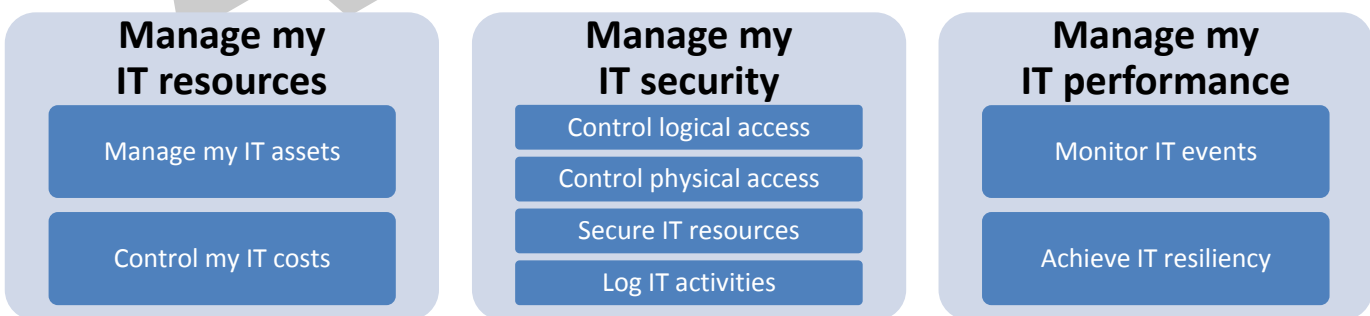 Manage my
IT resources
Manage my IT assets
Control my IT costs
Manage my
IT security
Control logical access
Control physical access
Secure IT resources
Log IT activities
Manage my
IT performance
Monitor IT events
Achieve IT resiliency